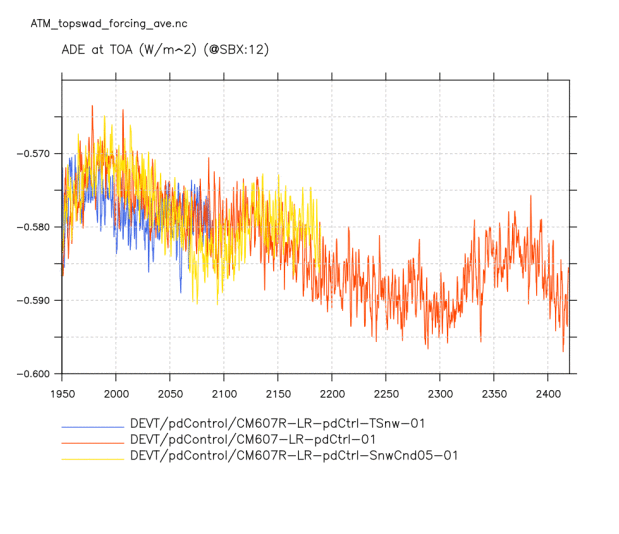 ATM_topswad_forcing_ave.nc
ADE at TOA (W/m^2) (@SBX:12)
-0.570
-0.580
-0.590
-0.600
1950 2000 2050 2100 2150 2200 2250 2300 2350 2400
DEVT/pdControl/CM607R-LR-pdCtrl-TSnw-01
DEVT/pdControl/CM607-LR-pdCtrl-01
DEVT/pdControl/CM607R-LR-pdCtrl-SnwCnd05-01